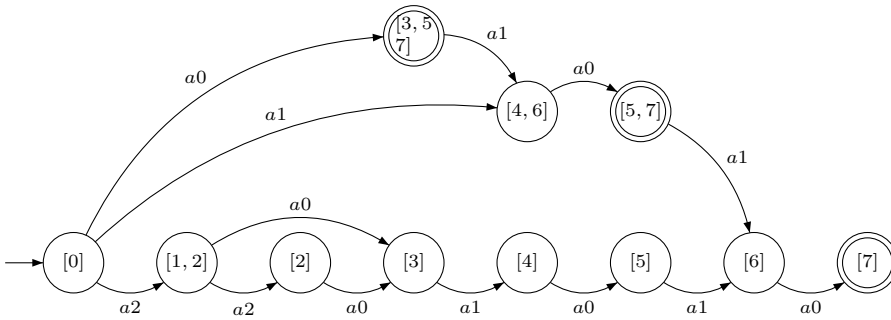 [3, 5
7]
a1
a0
a0
[4, 6]
[5, 7]
a1
a1
a0
[0]
[1, 2]
[2]
[3]
[4]
[5]
[6]
[7]
a2
a2
a0
a1
a0
a1
a0